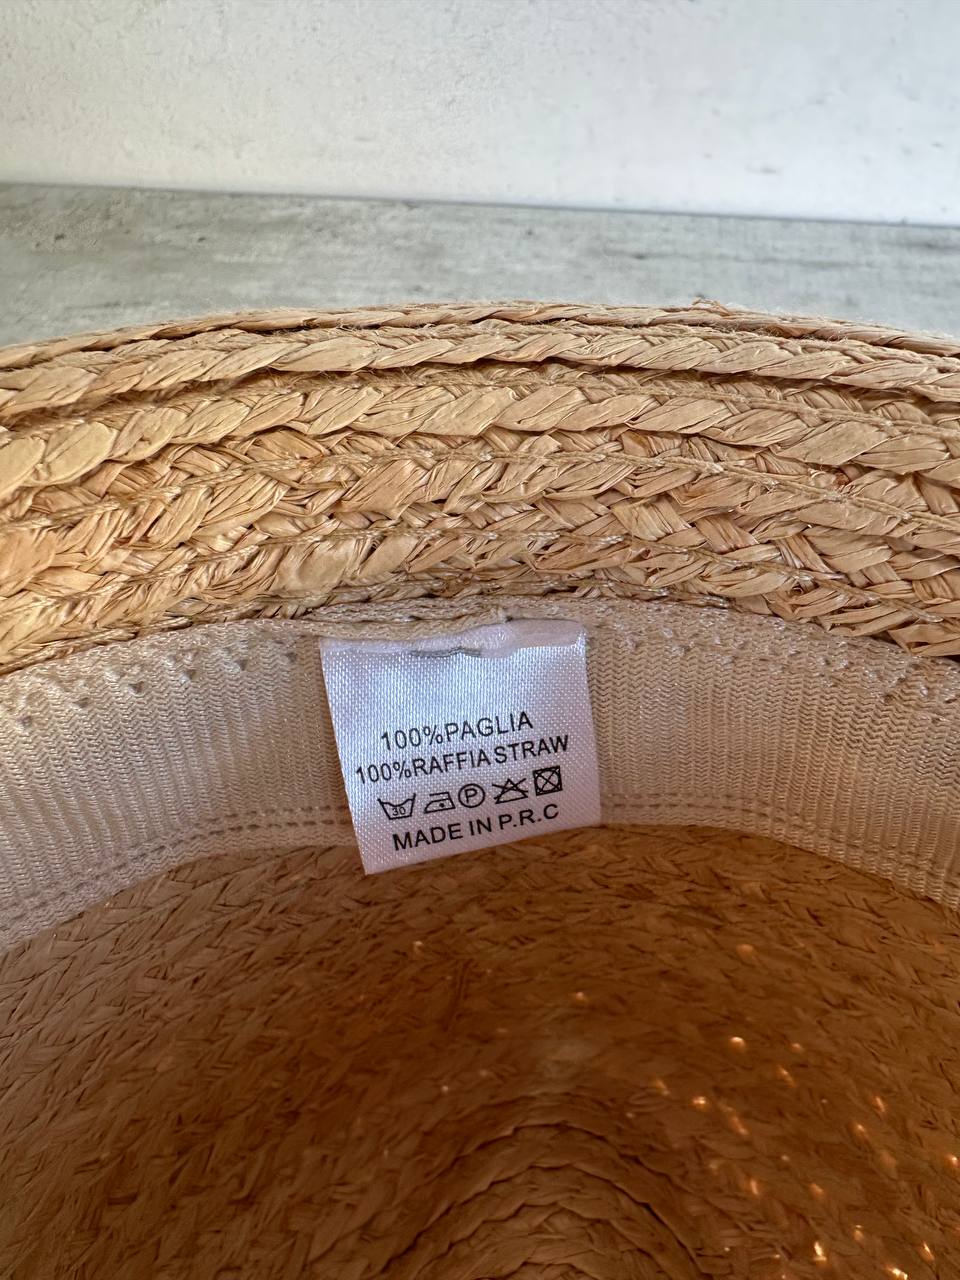 100%PAGLIA
100%RAFFIA STRAW
30 P
MADE IN P.R.C